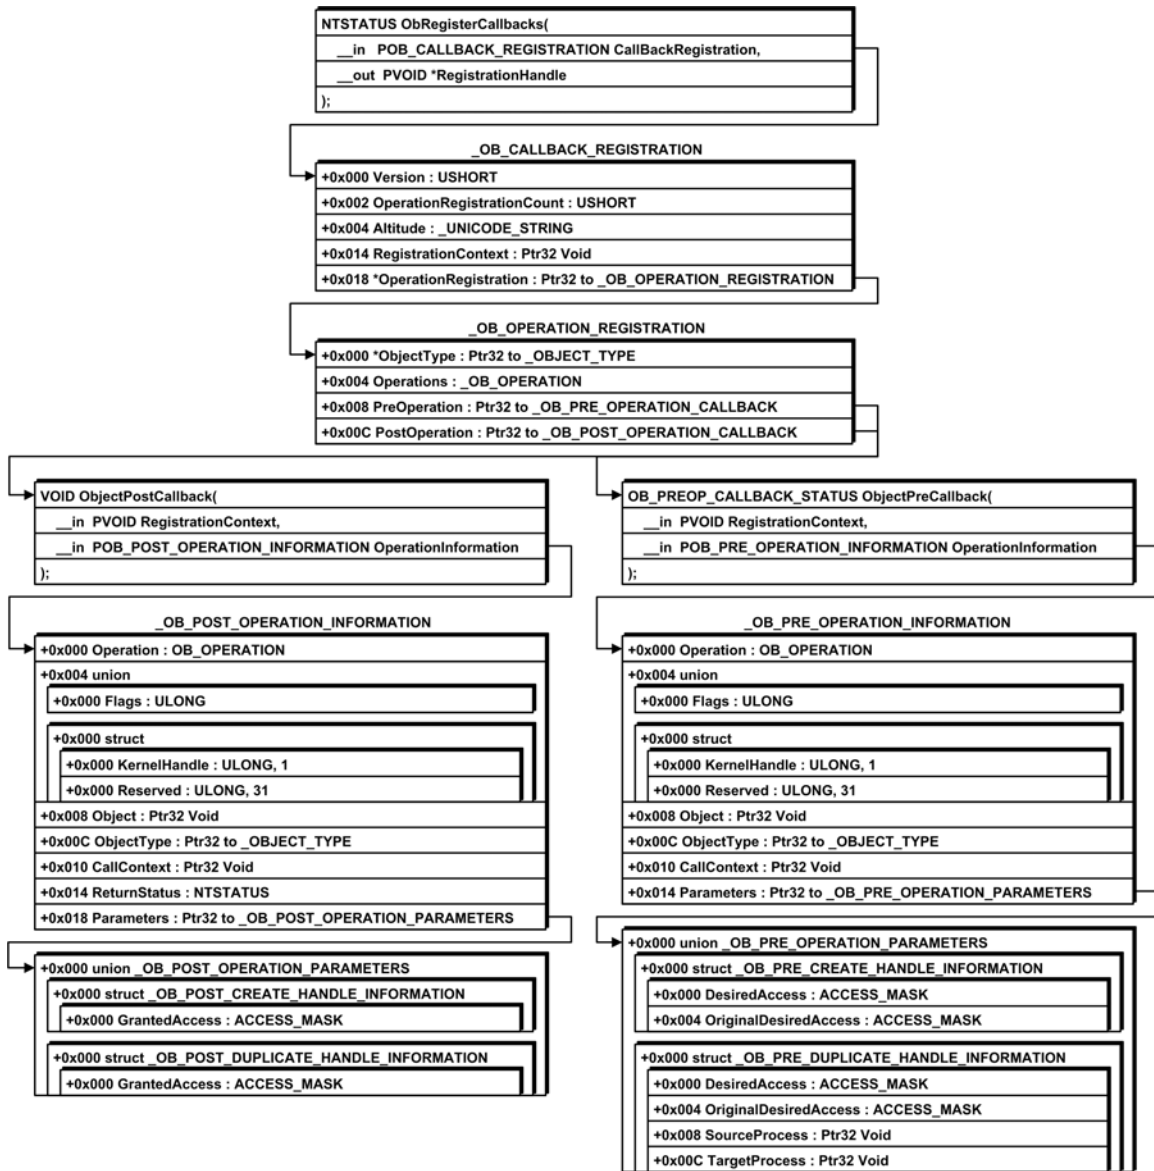 NTSTATUS ObRegisterCallbacks(
__in POB_CALLBACK_REGISTRATION CallBackRegistration,
__out PVOID *RegistrationHandle
);
_OB_CALLBACK_REGISTRATION
+0x000 Version : USHORT
+0x002 OperationRegistrationCount : USHORT
+0x004 Altitude : _UNICODE_STRING
+0x014 RegistrationContext : Ptr32 Void
+0x018 *OperationRegistration : Ptr32 to _OB_OPERATION_REGISTRATION
_OB_OPERATION_REGISTRATION
+0x000 *ObjectType : Ptr32 to _OBJECT_TYPE
+0x004 Operations : _OB_OPERATION
+0x008 PreOperation : Ptr32 to _OB_PRE_OPERATION_CALLBACK
+0x00C PostOperation : Ptr32 to _OB_POST_OPERATION_CALLBACK
VOID ObjectPostCallback(
__in PVOID RegistrationContext,
__in POB_POST_OPERATION_INFORMATION OperationInformation
);
_OB_POST_OPERATION_INFORMATION
+0x000 Operation : OB_OPERATION
+0x004 union
+0x000 Flags : ULONG
+0x000 struct
+0x000 KernelHandle : ULONG, 1
+0x000 Reserved : ULONG, 31
+0x008 Object : Ptr32 Void
+0x00C ObjectType : Ptr32 to _OBJECT_TYPE
+0x010 CallContext : Ptr32 Void
+0x014 ReturnStatus : NTSTATUS
+0x018 Parameters : Ptr32 to _OB_POST_OPERATION_PARAMETERS
+0x000 union _OB_POST_OPERATION_PARAMETERS
+0x000 struct _OB_POST_CREATE_HANDLE_INFORMATION
+0x000 GrantedAccess : ACCESS_MASK
+0x000 struct _OB_POST_DUPLICATE_HANDLE_INFORMATION
+0x000 GrantedAccess : ACCESS_MASK
OB_PREOP_CALLBACK_STATUS ObjectPreCallback(
__in PVOID RegistrationContext,
__in POB_PRE_OPERATION_INFORMATION OperationInformation
);
_OB_PRE_OPERATION_INFORMATION
+0x000 Operation : OB_OPERATION
+0x004 union
+0x000 Flags : ULONG
+0x000 struct
+0x000 KernelHandle : ULONG, 1
+0x000 Reserved : ULONG, 31
+0x008 Object : Ptr32 Void
+0x00C ObjectType : Ptr32 to _OBJECT_TYPE
+0x010 CallContext : Ptr32 Void
+0x014 Parameters : Ptr32 to _OB_PRE_OPERATION_PARAMETERS
+0x000 union _OB_PRE_OPERATION_PARAMETERS
+0x000 struct _OB_PRE_CREATE_HANDLE_INFORMATION
+0x000 DesiredAccess : ACCESS_MASK
+0x004 OriginalDesiredAccess : ACCESS_MASK
+0x000 struct _OB_PRE_DUPLICATE_HANDLE_INFORMATION
+0x000 DesiredAccess : ACCESS_MASK
+0x004 OriginalDesiredAccess : ACCESS_MASK
+0x008 SourceProcess : Ptr32 Void
+0x00C TargetProcess : Ptr32 Void